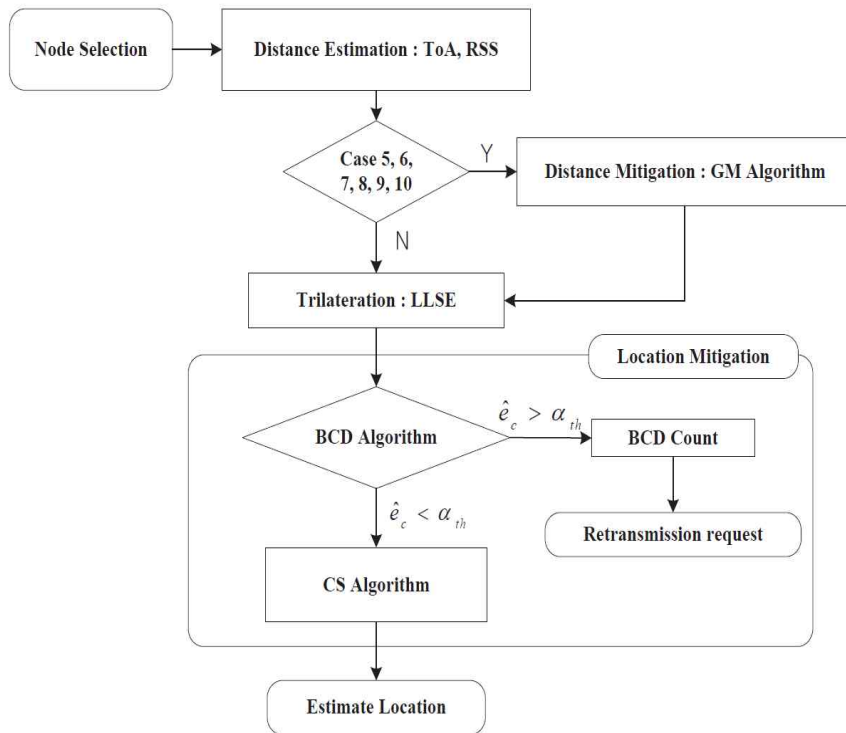 Node Selection
Distance Estimation : ToA, RSS
Case 5, 6,
7, 8, 9, 10
Y
Distance Mitigation : GM Algorithm
N
Trilateration : LLSE
Location Mitigation
BCD Algorithm
ê_c > α_th
BCD Count
ê_c < α_th
Retransmission request
CS Algorithm
Estimate Location